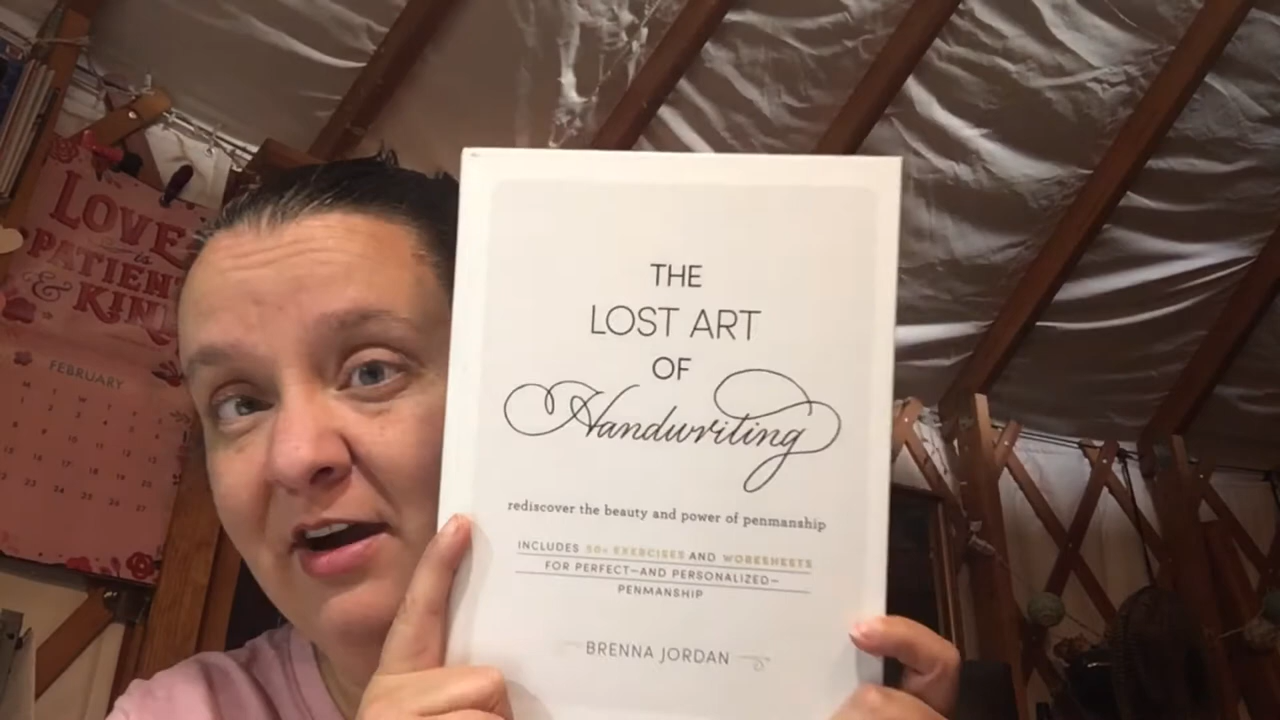 LOVE
is
PATIENT
& KIND
FEBRUARY
THE
LOST ART
OF
Handwriting
rediscover the beauty and power of penmanship
INCLUDES 50+ EXERCISES AND WORKSHEETS
FOR PERFECT—AND PERSONALIZED—
PENMANSHIP
BRENNA JORDAN